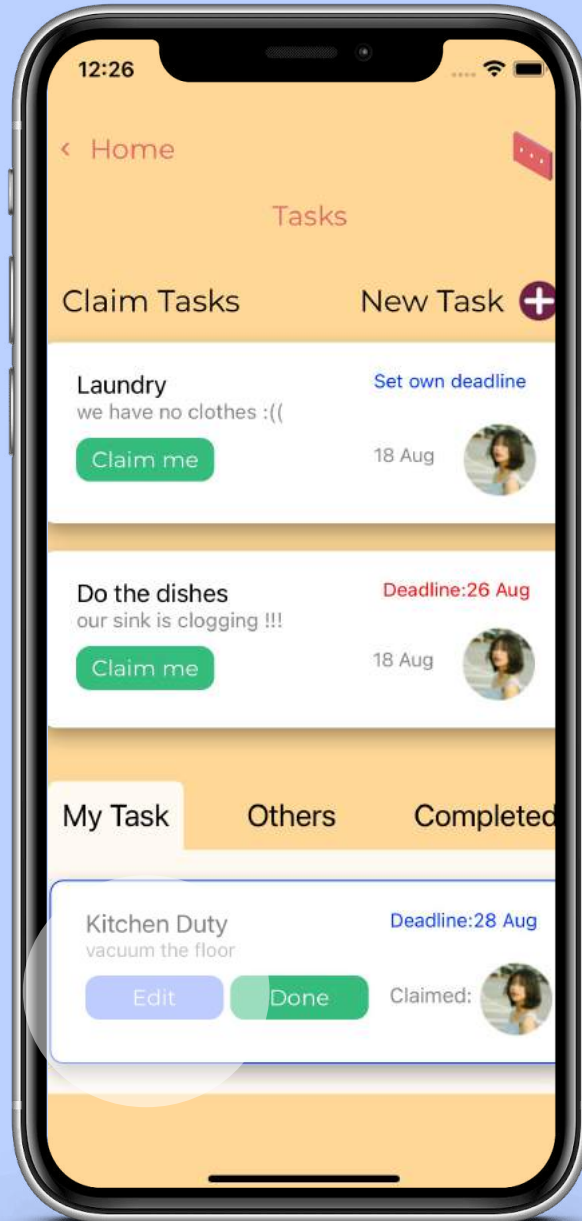 12:26
< Home
Tasks
Claim Tasks
New Task
Laundry
Set own deadline
we have no clothes :((
Claim me
18 Aug
Do the dishes
Deadline:26 Aug
our sink is clogging !!!
Claim me
18 Aug
My Task
Others
Completed
Kitchen Duty
Deadline:28 Aug
vacuum the floor
Edit
Done
Claimed: